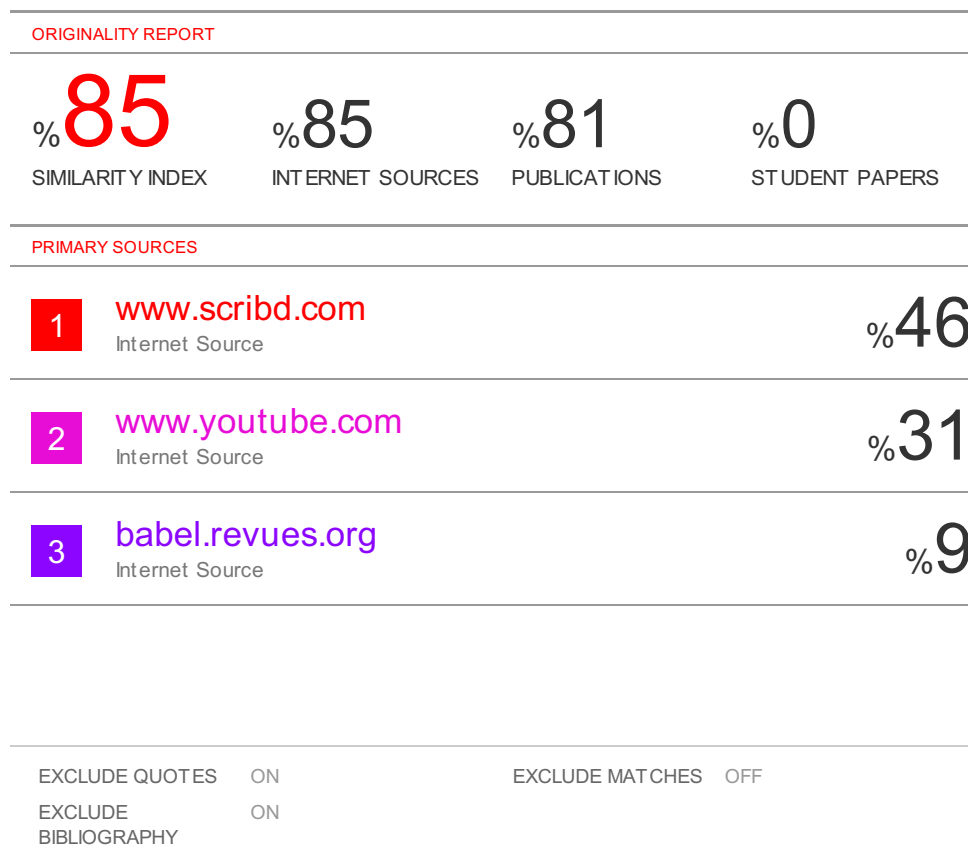 ORIGINALITY REPORT
%85 %85 %81 %0
SIMILARITY INDEX INTERNET SOURCES PUBLICATIONS STUDENT PAPERS
PRIMARY SOURCES
1 www.scribd.com %46
Internet Source
2 www.youtube.com %31
Internet Source
3 babel.revues.org %9
Internet Source
EXCLUDE QUOTES ON EXCLUDE MATCHES OFF
EXCLUDE ON
BIBLIOGRAPHY